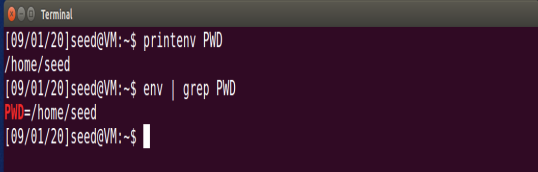 Terminal
[09/01/20]seed@VM:~$ printenv PWD
/home/seed
[09/01/20]seed@VM:~$ env | grep PWD
PWD=/home/seed
[09/01/20]seed@VM:~$